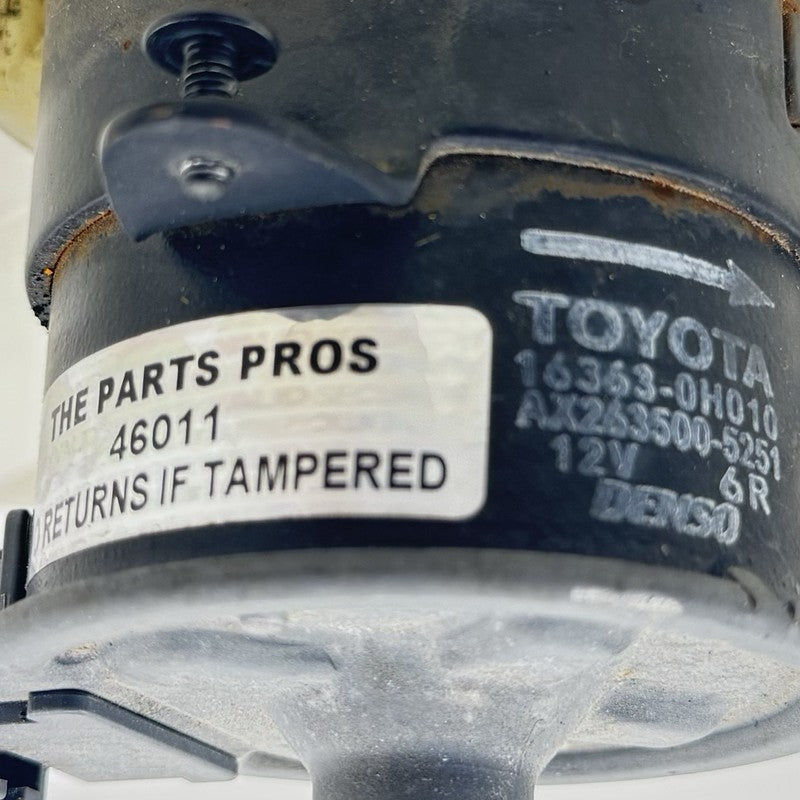 THE PARTS PROS
46011
RETURNS IF TAMPERED
TOYOTA
16363-0H010
AX263500-5251
12V 6R
DENSO